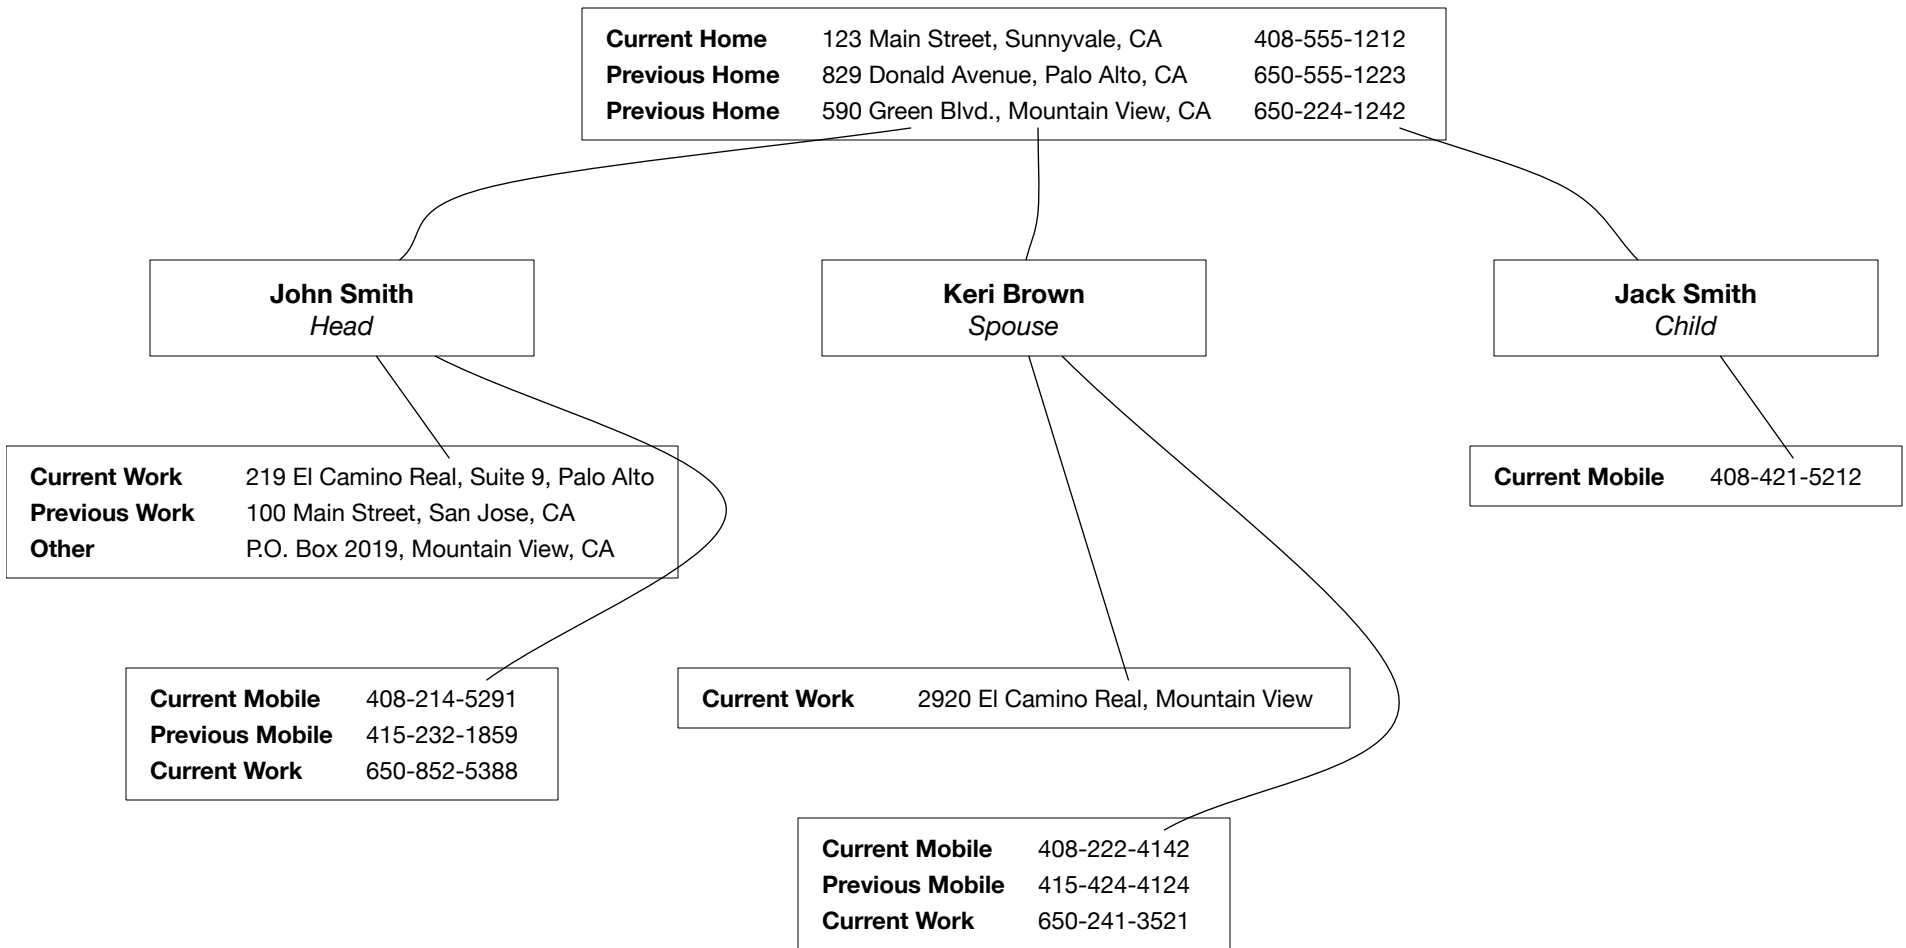 Current Home 123 Main Street, Sunnyvale, CA 408-555-1212
Previous Home 829 Donald Avenue, Palo Alto, CA 650-555-1223
Previous Home 590 Green Blvd., Mountain View, CA 650-224-1242
John Smith
Head
Keri Brown
Spouse
Jack Smith
Child
Current Work 219 El Camino Real, Suite 9, Palo Alto
Previous Work 100 Main Street, San Jose, CA
Other P.O. Box 2019, Mountain View, CA
Current Mobile 408-421-5212
Current Mobile 408-214-5291
Previous Mobile 415-232-1859
Current Work 650-852-5388
Current Work 2920 El Camino Real, Mountain View
Current Mobile 408-222-4142
Previous Mobile 415-424-4124
Current Work 650-241-3521